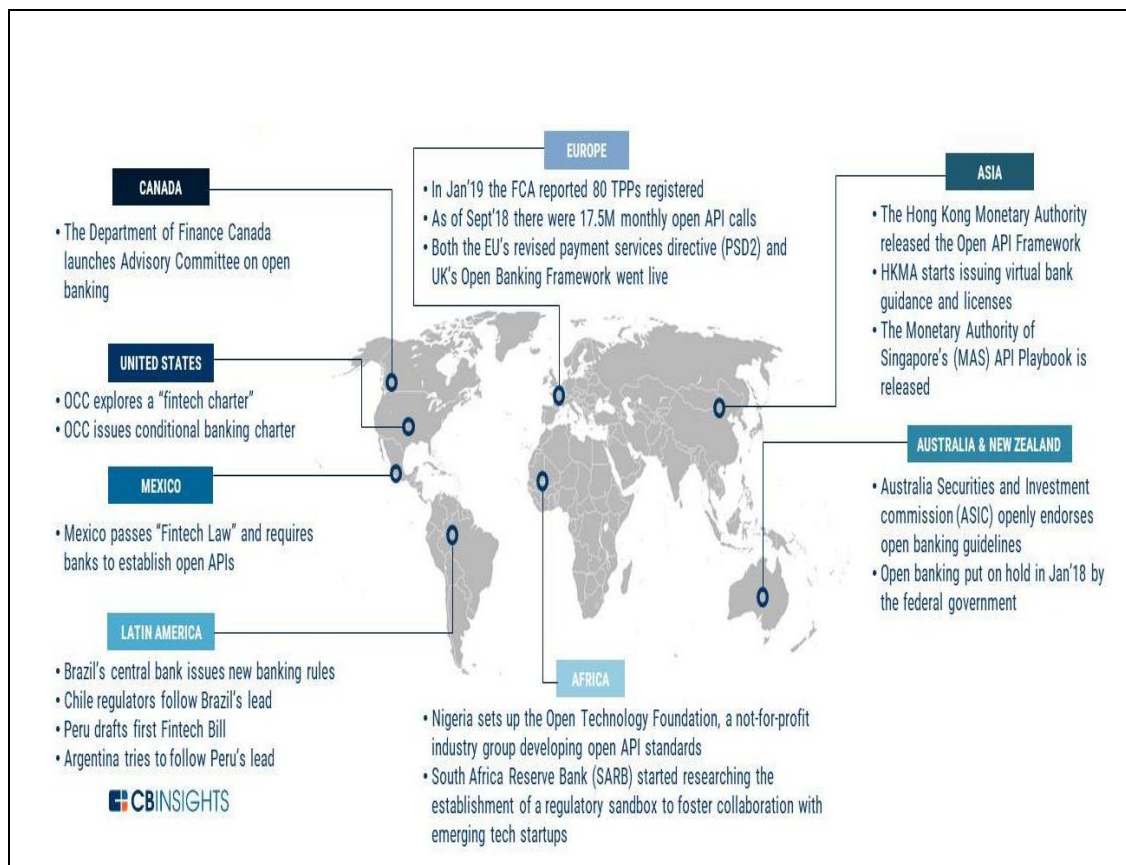 EUROPE
• In Jan'19 the FCA reported 80 TPPs registered
• As of Sept'18 there were 17.5M monthly open API calls
• Both the EU's revised payment services directive (PSD2) and
UK's Open Banking Framework went live
CANADA
• The Department of Finance Canada
launches Advisory Committee on open
banking
UNITED STATES
• OCC explores a "fintech charter"
• OCC issues conditional banking charter
MEXICO
• Mexico passes "Fintech Law" and requires
banks to establish open APIs
LATIN AMERICA
• Brazil's central bank issues new banking rules
• Chile regulators follow Brazil's lead
• Peru drafts first Fintech Bill
• Argentina tries to follow Peru's lead
ASIA
• The Hong Kong Monetary Authority
released the Open API Framework
• HKMA starts issuing virtual bank
guidance and licenses
• The Monetary Authority of
Singapore's (MAS) API Playbook is
released
AUSTRALIA & NEW ZEALAND
• Australia Securities and Investment
commission (ASIC) openly endorses
open banking guidelines
• Open banking put on hold in Jan'18 by
the federal government
AFRICA
• Nigeria sets up the Open Technology Foundation, a not-for-profit
industry group developing open API standards
• South Africa Reserve Bank (SARB) started researching the
establishment of a regulatory sandbox to foster collaboration with
emerging tech startups
CBINSIGHTS